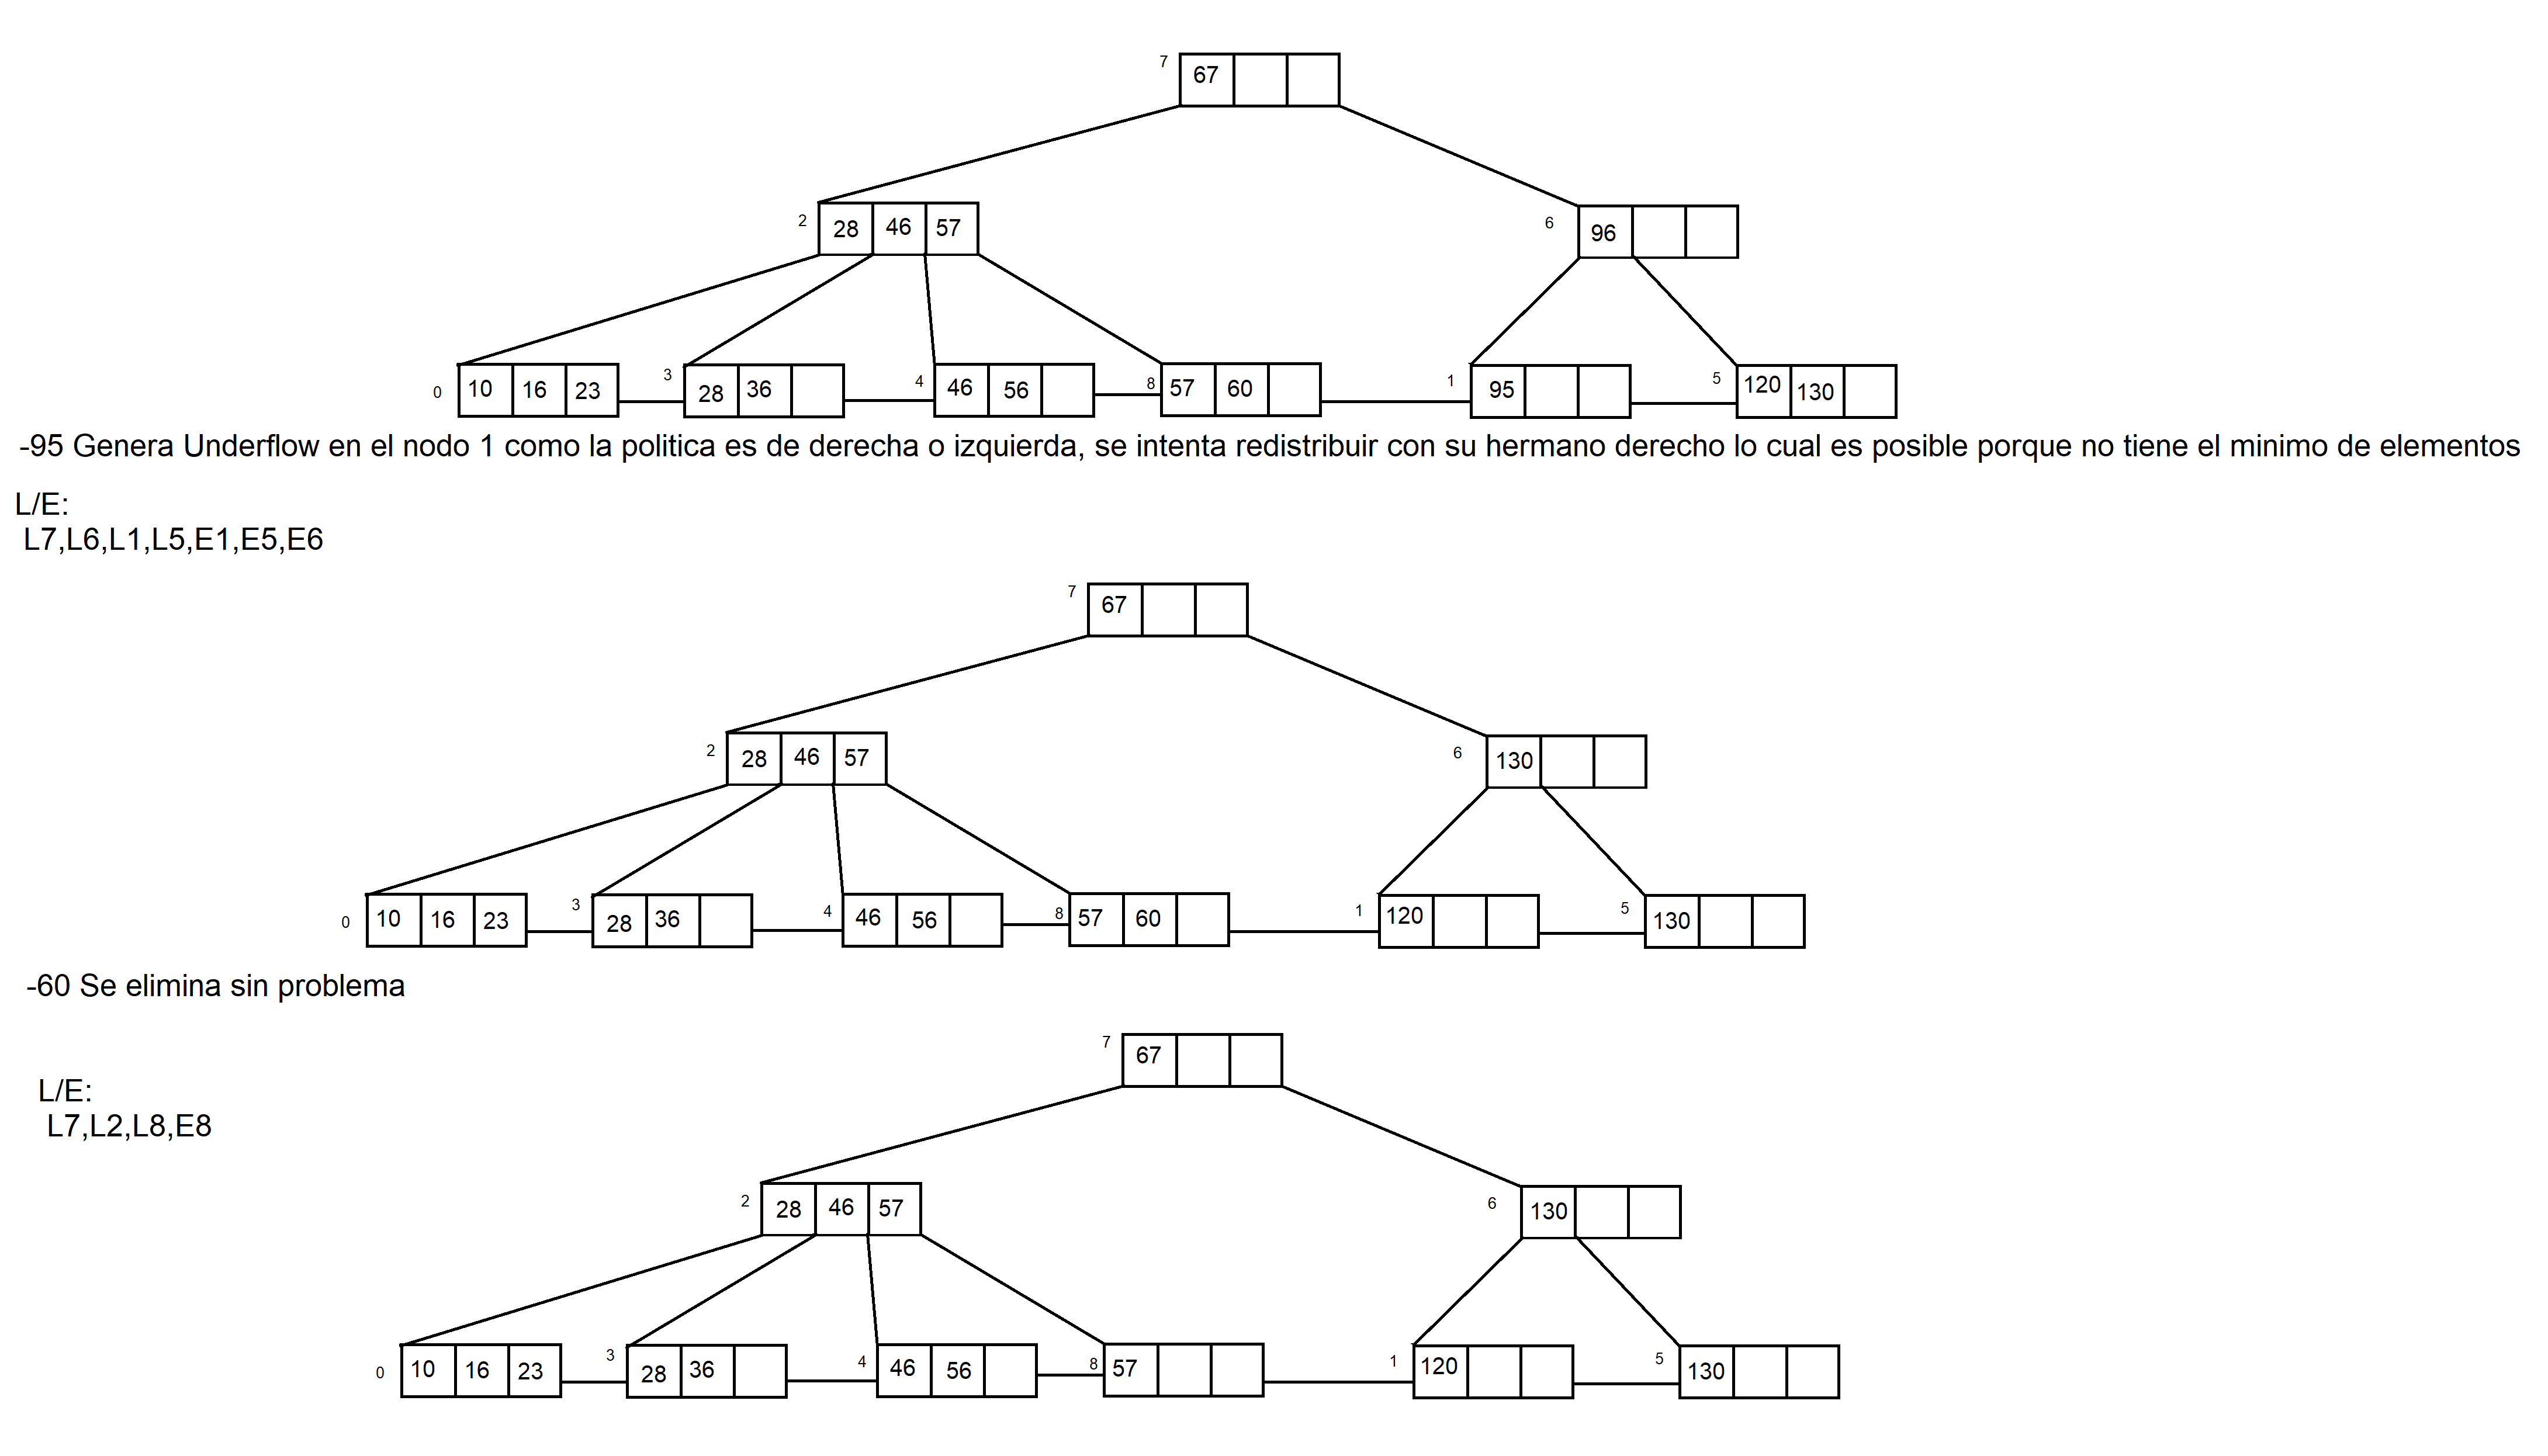 7 67
2 28 46 57 6 96
0 10 16 23 3 28 36 4 46 56 8 57 60 1 95 5 120 130
-95 Genera Underflow en el nodo 1 como la politica es de derecha o izquierda, se intenta redistribuir con su hermano derecho lo cual es posible porque no tiene el minimo de elementos
L/E:
L7,L6,L1,L5,E1,E5,E6
7 67
2 28 46 57 6 130
0 10 16 23 3 28 36 4 46 56 8 57 60 1 120 5 130
-60 Se elimina sin problema
7 67
L/E:
L7,L2,L8,E8
2 28 46 57 6 130
0 10 16 23 3 28 36 4 46 56 8 57 1 120 5 130